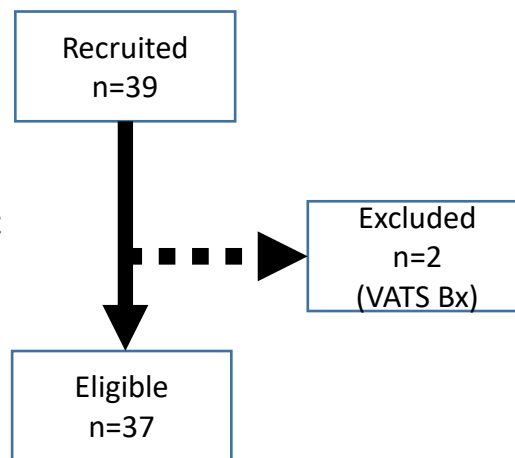 Recruited
n=39
Excluded
n=2
(VATS Bx)
Eligible
n=37